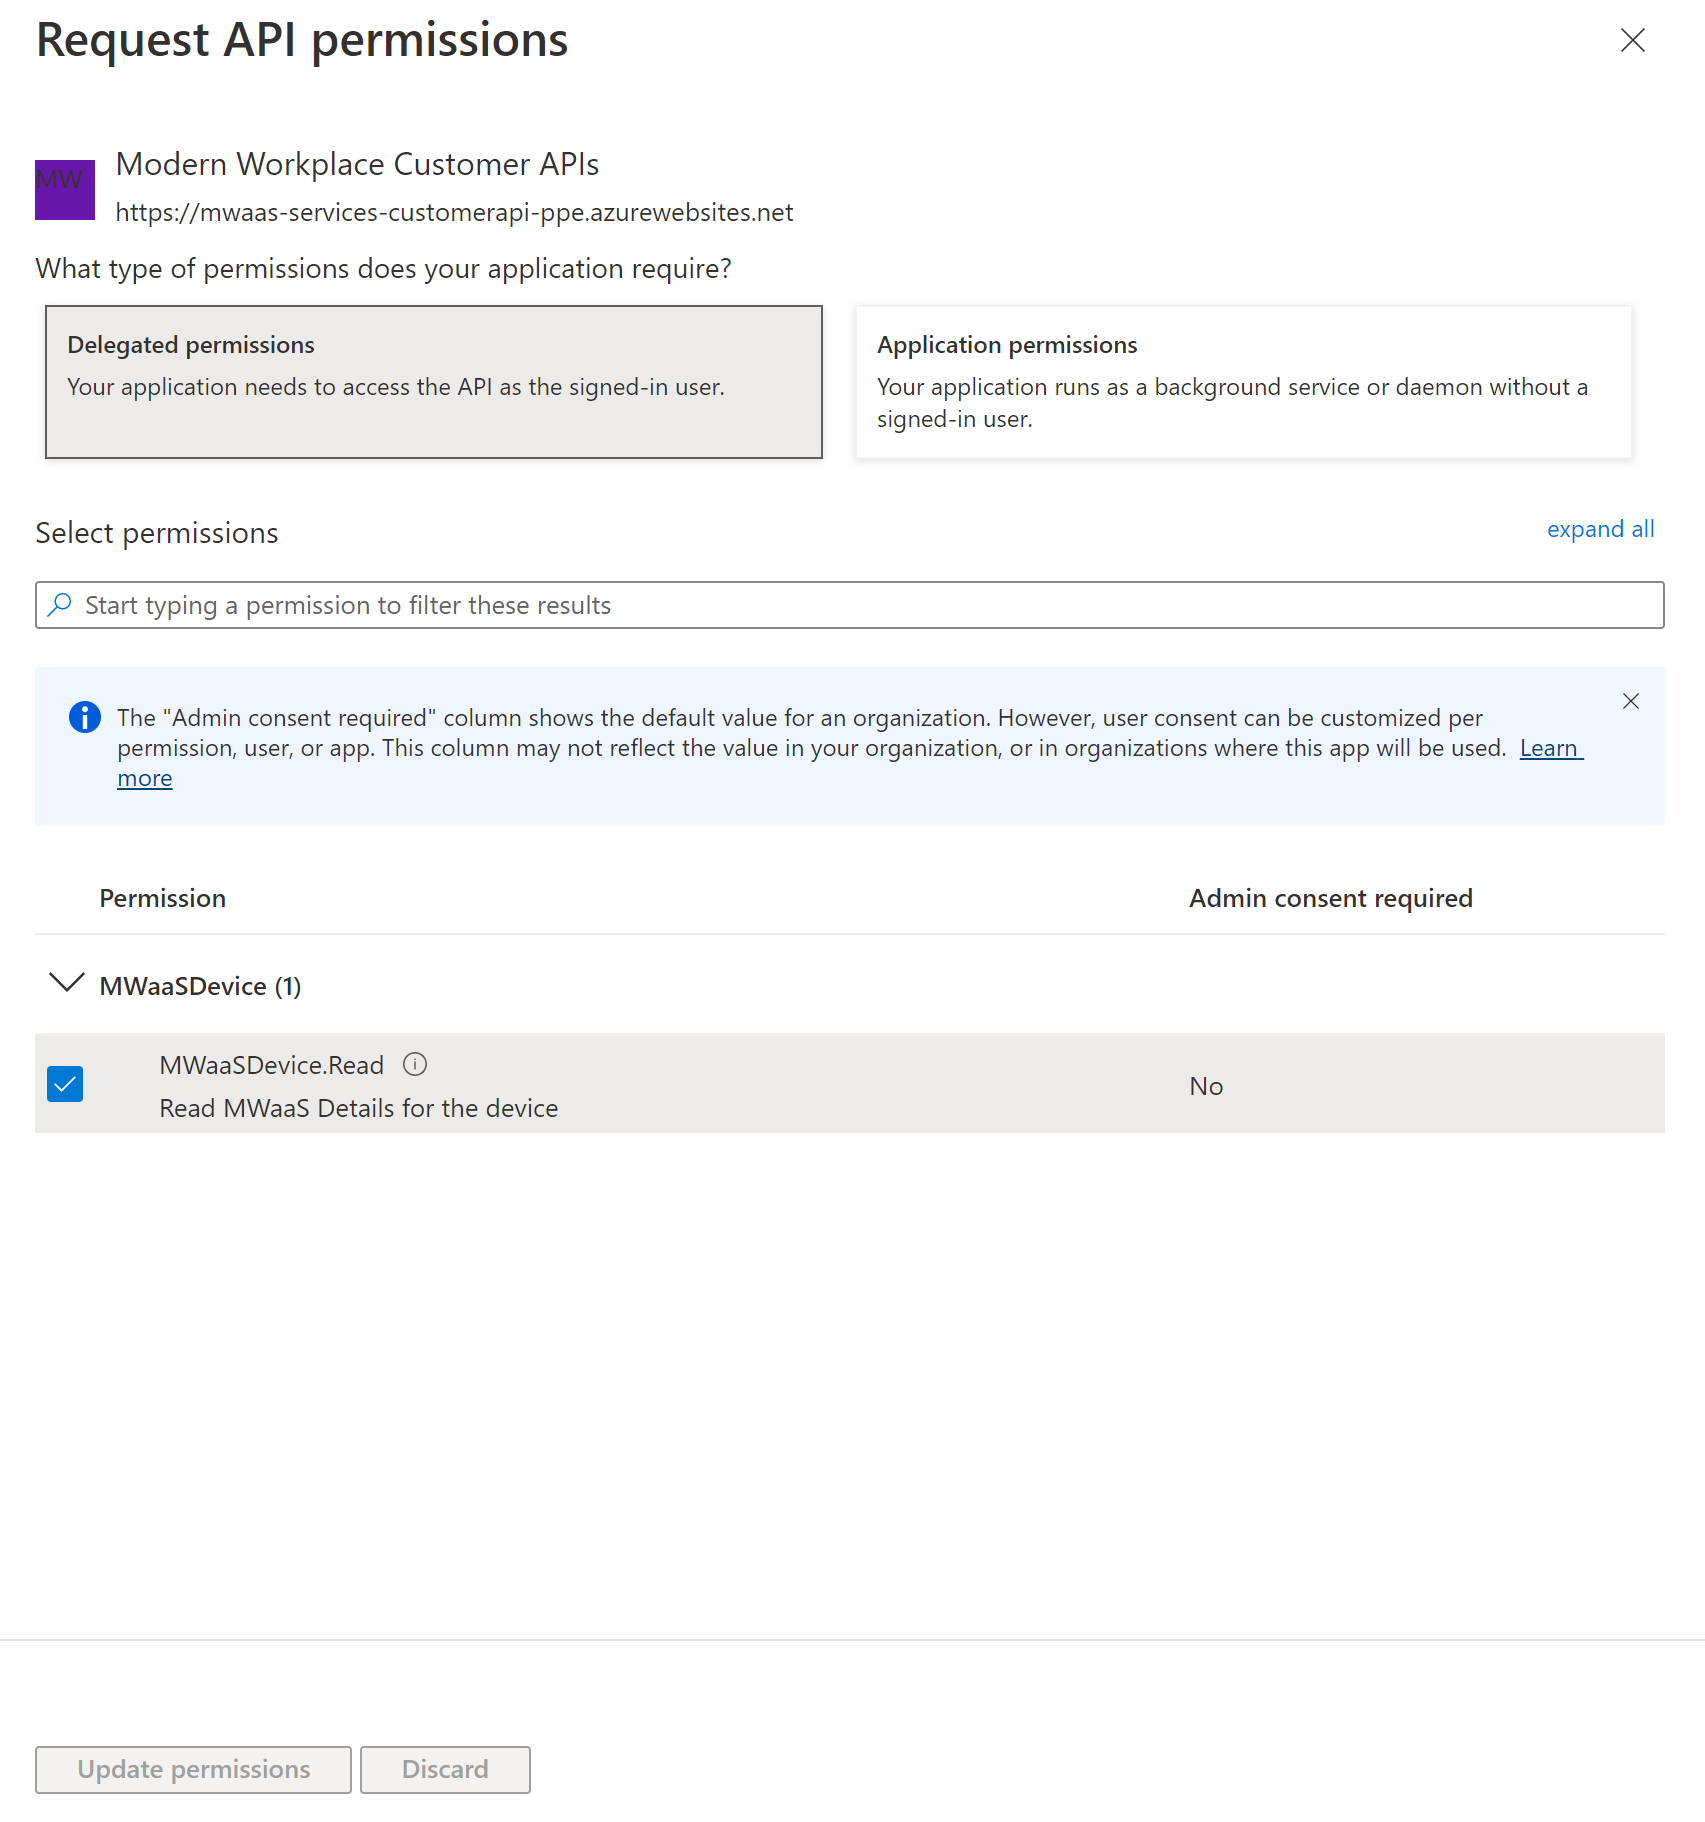 Request API permissions
MW
Modern Workplace Customer APIs
https://mwaas-services-customerapi-ppe.azurewebsites.net
What type of permissions does your application require?
Delegated permissions
Your application needs to access the API as the signed-in user.
Application permissions
Your application runs as a background service or daemon without a
signed-in user.
Select permissions
expand all
Start typing a permission to filter these results
The "Admin consent required" column shows the default value for an organization. However, user consent can be customized per
permission, user, or app. This column may not reflect the value in your organization, or in organizations where this app will be used. Learn
more
Permission
Admin consent required
MWaaSDevice (1)
MWaaSDevice.Read
Read MWaaS Details for the device
No
Update permissions
Discard